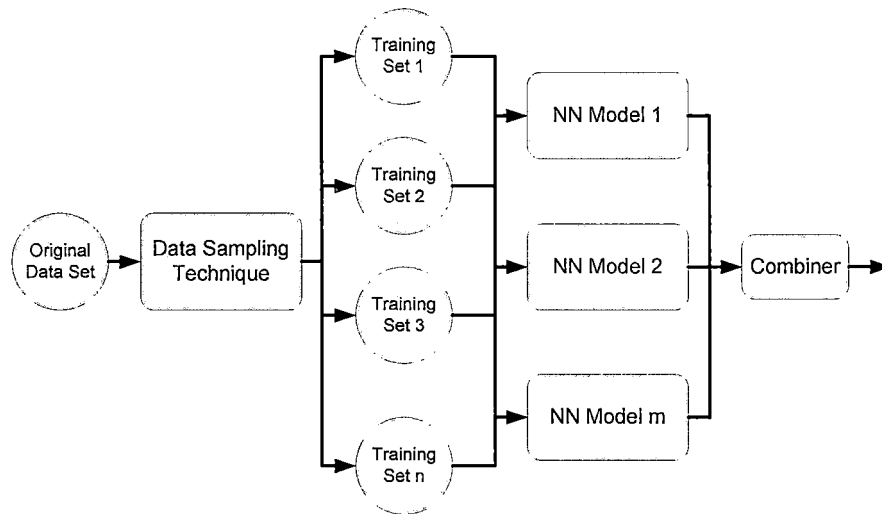 Original
Data Set
Data Sampling
Technique
Training
Set 1
Training
Set 2
Training
Set 3
Training
Set n
NN Model 1
NN Model 2
NN Model m
Combiner